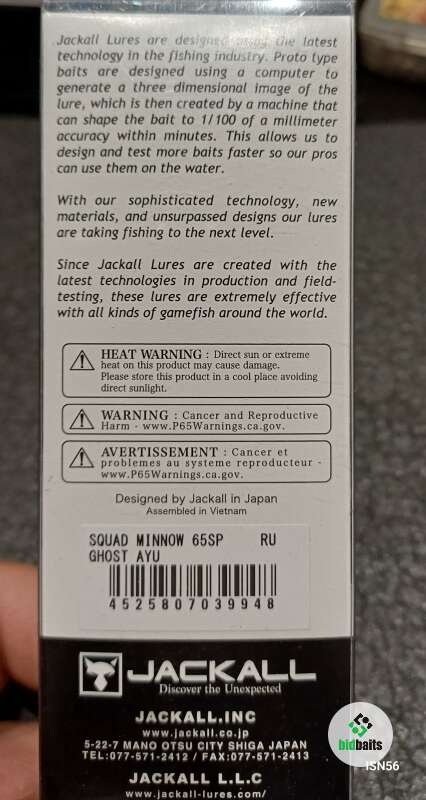 Jackall Lures are designed using the latest
technology in the fishing industry. Proto type
baits are designed using a computer to
generate a three dimensional image of the
lure, which is then created by a machine that
can shape the bait to 1/100 of a millimeter
accuracy within minutes. This allows us to
design and test more baits faster so our pros
can use them on the water.
With our sophisticated technology, new
materials, and unsurpassed designs our lures
are taking fishing to the next level.
Since Jackall Lures are created with the
latest technologies in production and field-
testing, these lures are extremely effective
with all kinds of gamefish around the world.
HEAT WARNING : Direct sun or extreme
heat on this product may cause damage.
Please store this product in a cool place avoiding
direct sunlight.
WARNING : Cancer and Reproductive
Harm - www.P65Warnings.ca.gov.
AVERTISSEMENT : Cancer et
problemes au systeme reproducteur -
www.P65Warnings.ca.gov.
Designed by Jackall in Japan
Assembled in Vietnam
SQUAD MINNOW 65SP RU
GHOST AYU
4525807039948
JACKALL
Discover the Unexpected
JACKALL.INC
www.jackall.co.jp
5-22-7 MANO OTSU CITY SHIGA JAPAN
TEL:077-571-2412 / FAX:077-571-2413
JACKALL L.L.C
www.jackall-lures.com/
bidbaits
ISN56